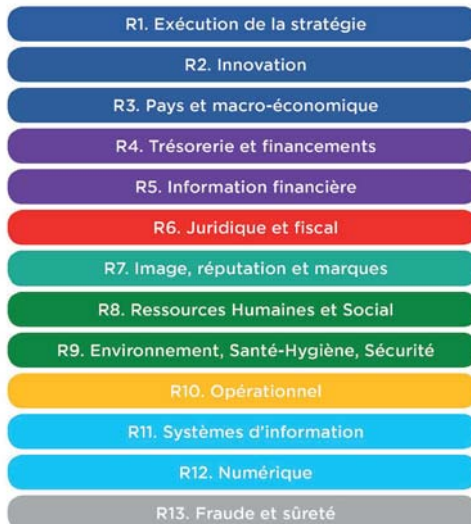 R1. Exécution de la stratégie
R2. Innovation
R3. Pays et macro-économique
R4. Trésorerie et financements
R5. Information financière
R6. Juridique et fiscal
R7. Image, réputation et marques
R8. Ressources Humaines et Social
R9. Environnement, Santé-Hygiène, Sécurité
R10. Opérationnel
R11. Systèmes d'information
R12. Numérique
R13. Fraude et sûreté